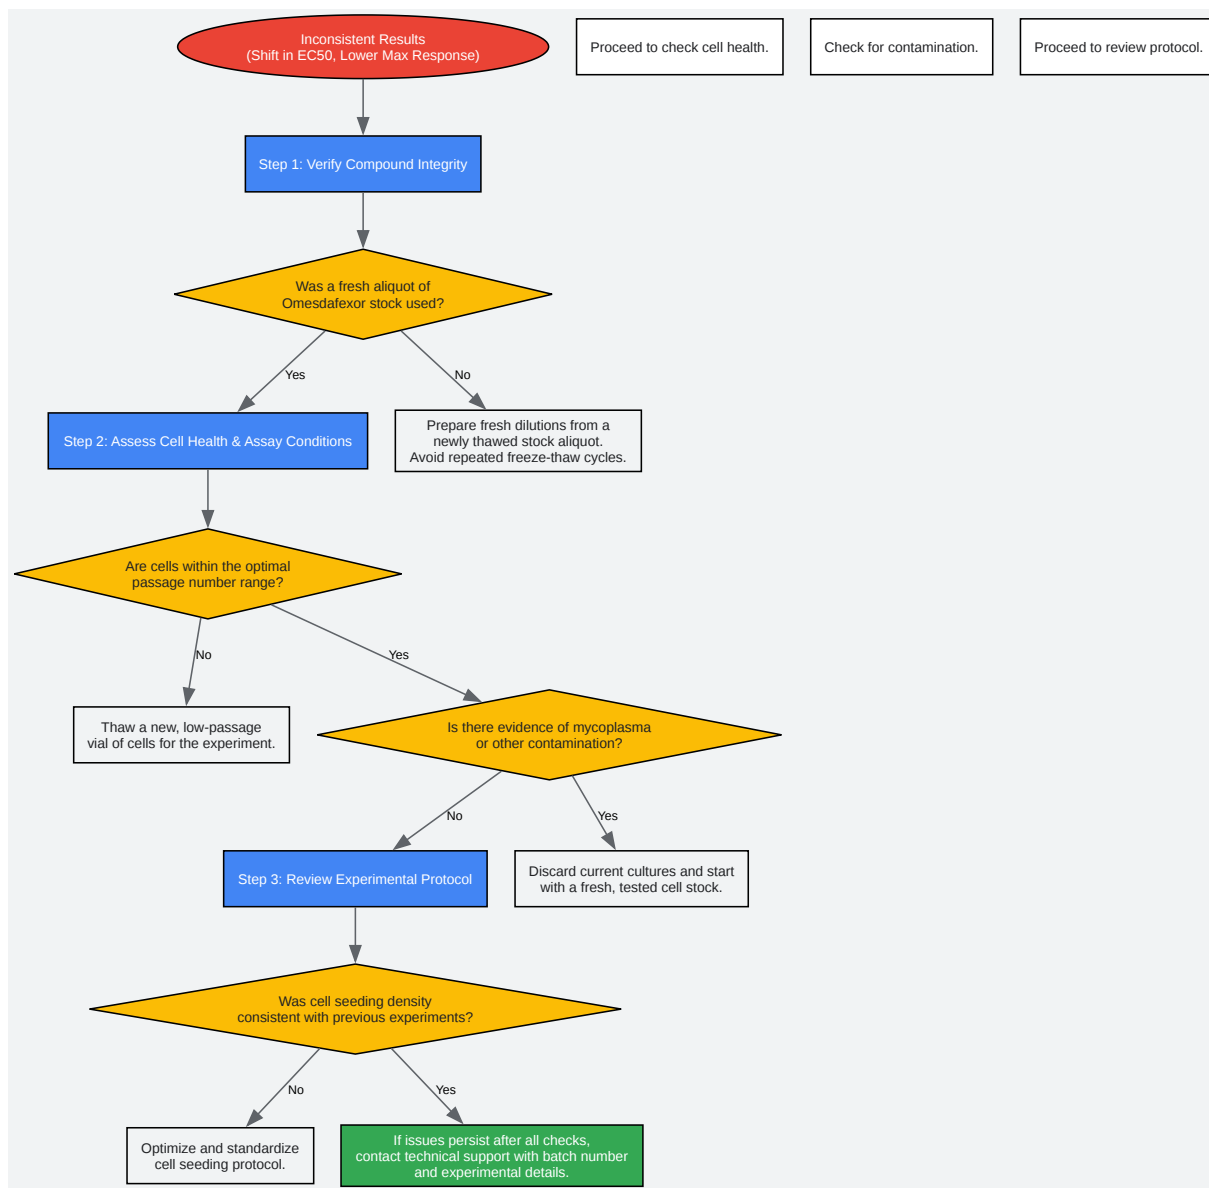 Inconsistent Results
(Shift in EC50, Lower Max Response)
Proceed to check cell health.
Check for contamination.
Proceed to review protocol.
Step 1: Verify Compound Integrity
Was a fresh aliquot of
Omesdafexor stock used?
Yes
No
Step 2: Assess Cell Health & Assay Conditions
Prepare fresh dilutions from a
newly thawed stock aliquot.
Avoid repeated freeze-thaw cycles.
Are cells within the optimal
passage number range?
No
Yes
Thaw a new, low-passage
vial of cells for the experiment.
Is there evidence of mycoplasma
or other contamination?
No
Yes
Step 3: Review Experimental Protocol
Discard current cultures and start
with a fresh, tested cell stock.
Was cell seeding density
consistent with previous experiments?
No
Yes
Optimize and standardize
cell seeding protocol.
If issues persist after all checks,
contact technical support with batch number
and experimental details.